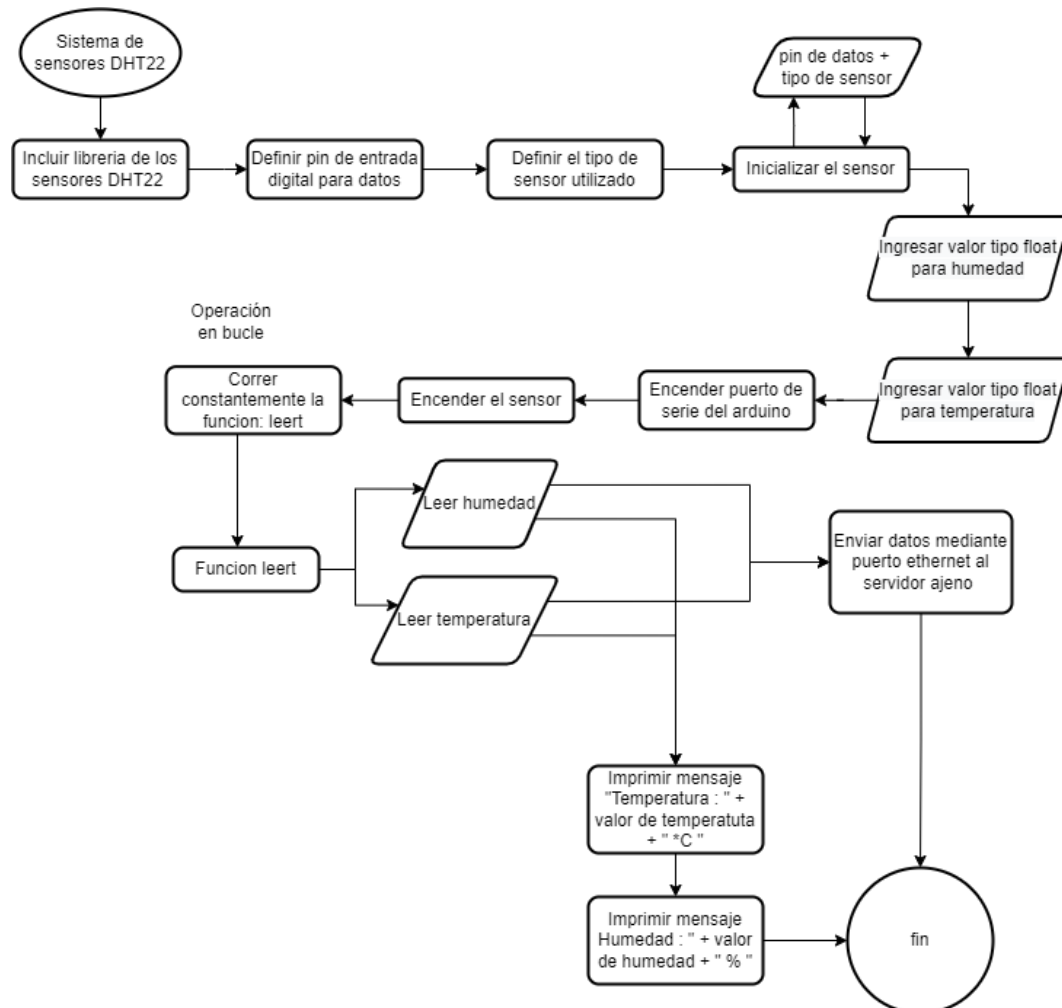 Sistema de
sensores DHT22
pin de datos +
tipo de sensor
Incluir libreria de los
sensores DHT22
Definir pin de entrada
digital para datos
Definir el tipo de
sensor utilizado
Inicializar el sensor
Ingresar valor tipo float
para humedad
Ingresar valor tipo float
para temperatura
Encender puerto de
serie del arduino
Encender el sensor
Operación
en bucle
Correr
constantemente la
funcion: leert
Funcion leert
Leer humedad
Leer temperatura
Enviar datos mediante
puerto ethernet al
servidor ajeno
Imprimir mensaje
"Temperatura : " +
valor de temperatuta
+ " *C "
Imprimir mensaje
Humedad : " + valor
de humedad + " % "
fin